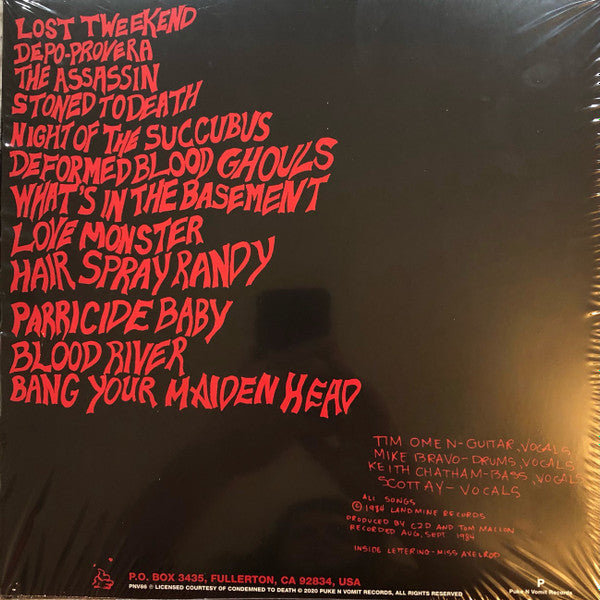 LOST TWEEKEND
DEPO-PROVERA
THE ASSASSIN
STONED TO DEATH
NIGHT OF THE SUCCUBUS
DEFORMED BLOOD GHOULS
WHAT'S IN THE BASEMENT
LOVE MONSTER
HAIR SPRAY RANDY
PARRICIDE BABY
BLOOD RIVER
BANG YOUR MAIDEN HEAD
TIM OMEN-GUITAR, VOCALS
MIKE BRAVO-DRUMS, VOCALS
KEITH CHATHAM-BASS, VOCALS
SCOTT AY-VOCALS
ALL SONGS
© 1984 LANDMINE RECORDS
PRODUCED BY C2D AND TOM MALLON
RECORDED AUG, SEPT 1984
INSIDE LETTERING-MISS AXELROD
P.O. BOX 3435, FULLERTON, CA 92834, USA
PNV66 ℗ LICENSED COURTESY OF CONDEMNED TO DEATH © 2020 PUKE N VOMIT RECORDS, ALL RIGHTS RESERVED
P
Puke N Vomit Records